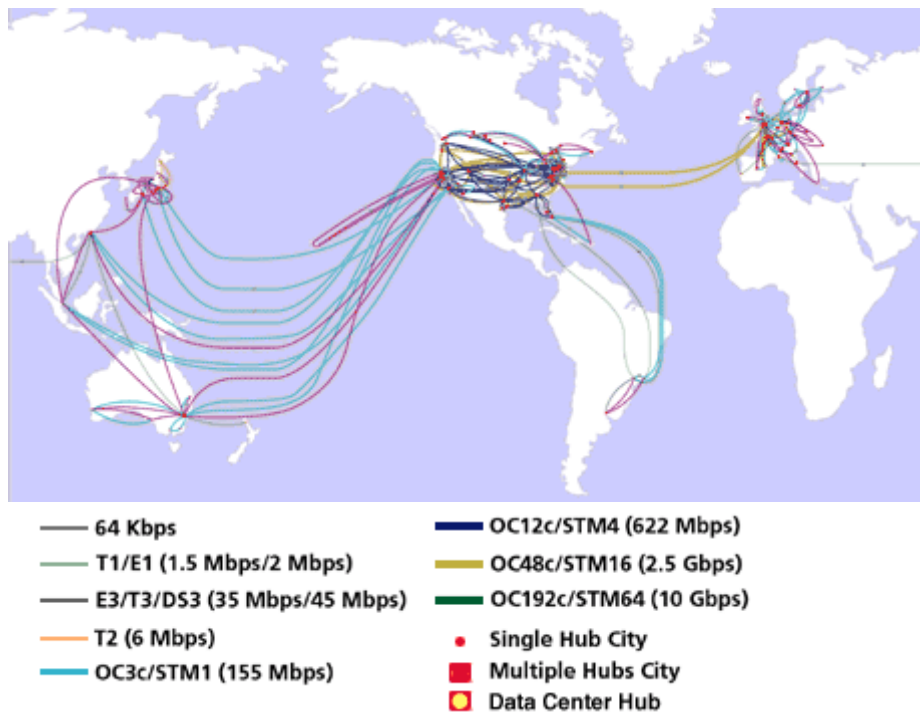 64 Kbps
T1/E1 (1.5 Mbps/2 Mbps)
E3/T3/DS3 (35 Mbps/45 Mbps)
T2 (6 Mbps)
OC3c/STM1 (155 Mbps)
OC12c/STM4 (622 Mbps)
OC48c/STM16 (2.5 Gbps)
OC192c/STM64 (10 Gbps)
Single Hub City
Multiple Hubs City
Data Center Hub